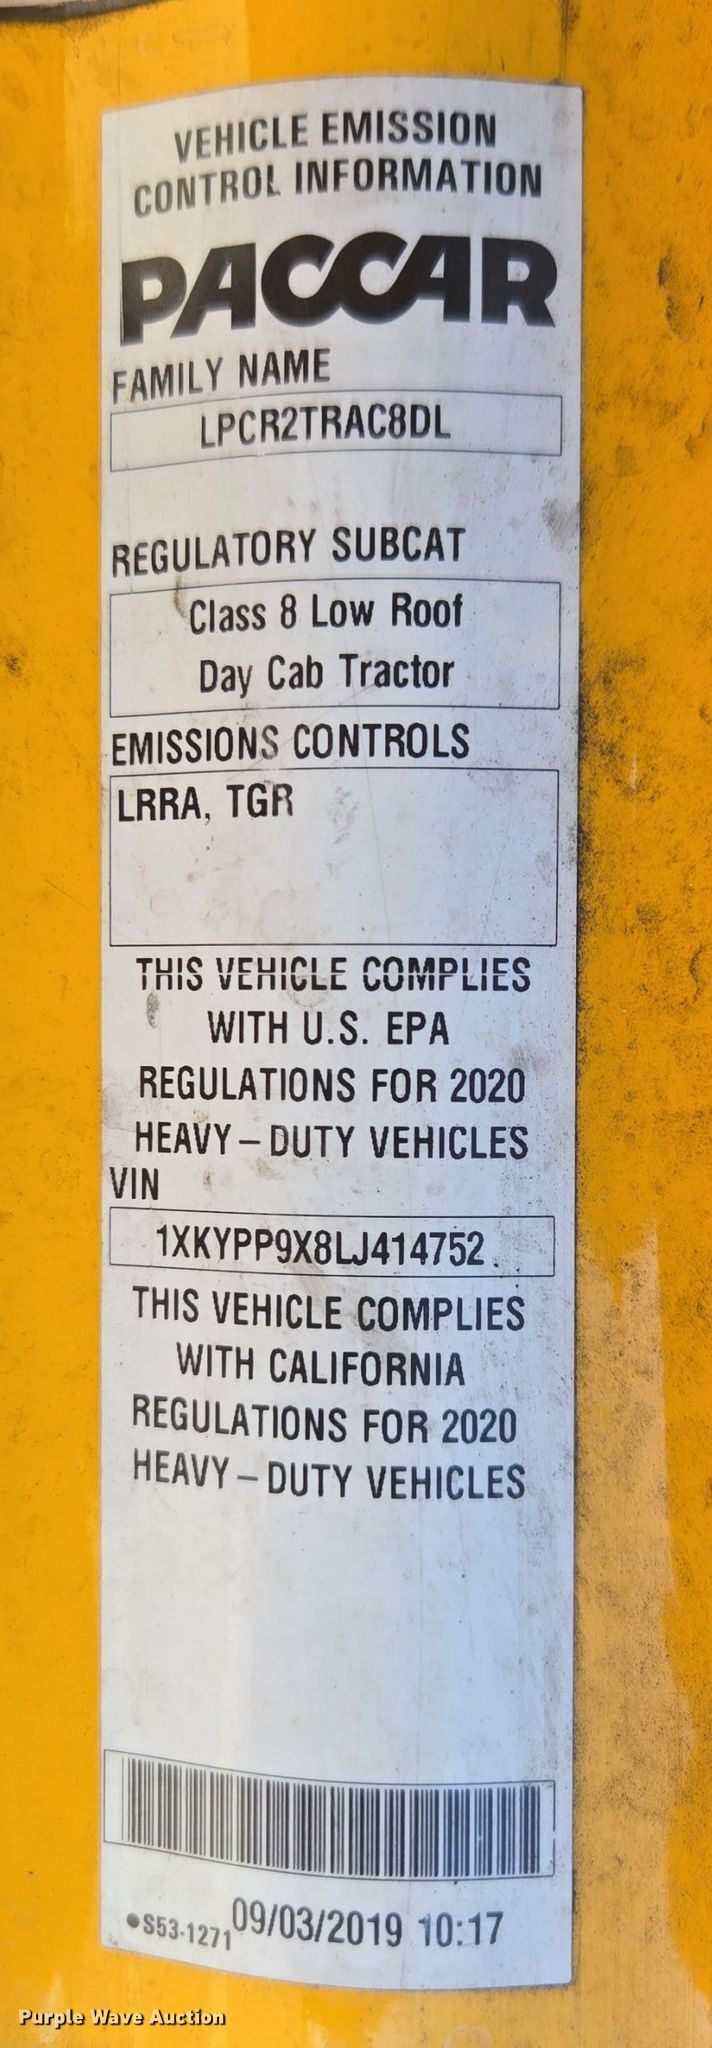 VEHICLE EMISSION
CONTROL INFORMATION
PACCAR
FAMILY NAME
LPCR2TRAC8DL
REGULATORY SUBCAT
Class 8 Low Roof
Day Cab Tractor
EMISSIONS CONTROLS
LRRA, TGR
THIS VEHICLE COMPLIES
WITH U.S. EPA
REGULATIONS FOR 2020
HEAVY-DUTY VEHICLES
VIN
1XKYPP9X8LJ414752
THIS VEHICLE COMPLIES
WITH CALIFORNIA
REGULATIONS FOR 2020
HEAVY-DUTY VEHICLES
•S53-1271 09/03/2019 10:17
Purple Wave Auction